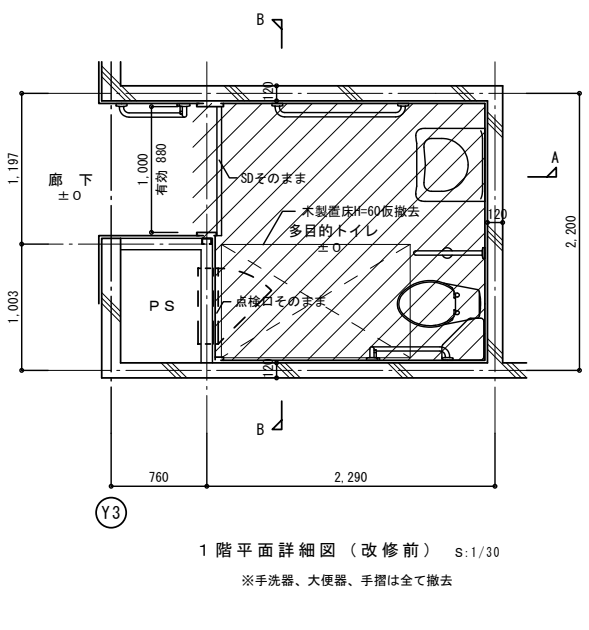 B
120
1,197
1,000
有効 880
廊 下
±0
SDそのまま
A
木製置床H=60仮撤去
多目的トイレ
±0
120
2,200
1,003
PS
点検口そのまま
120
B
760
2,290
Y3
1階平面詳細図(改修前) S:1/30
※手洗器、大便器、手摺は全て撤去